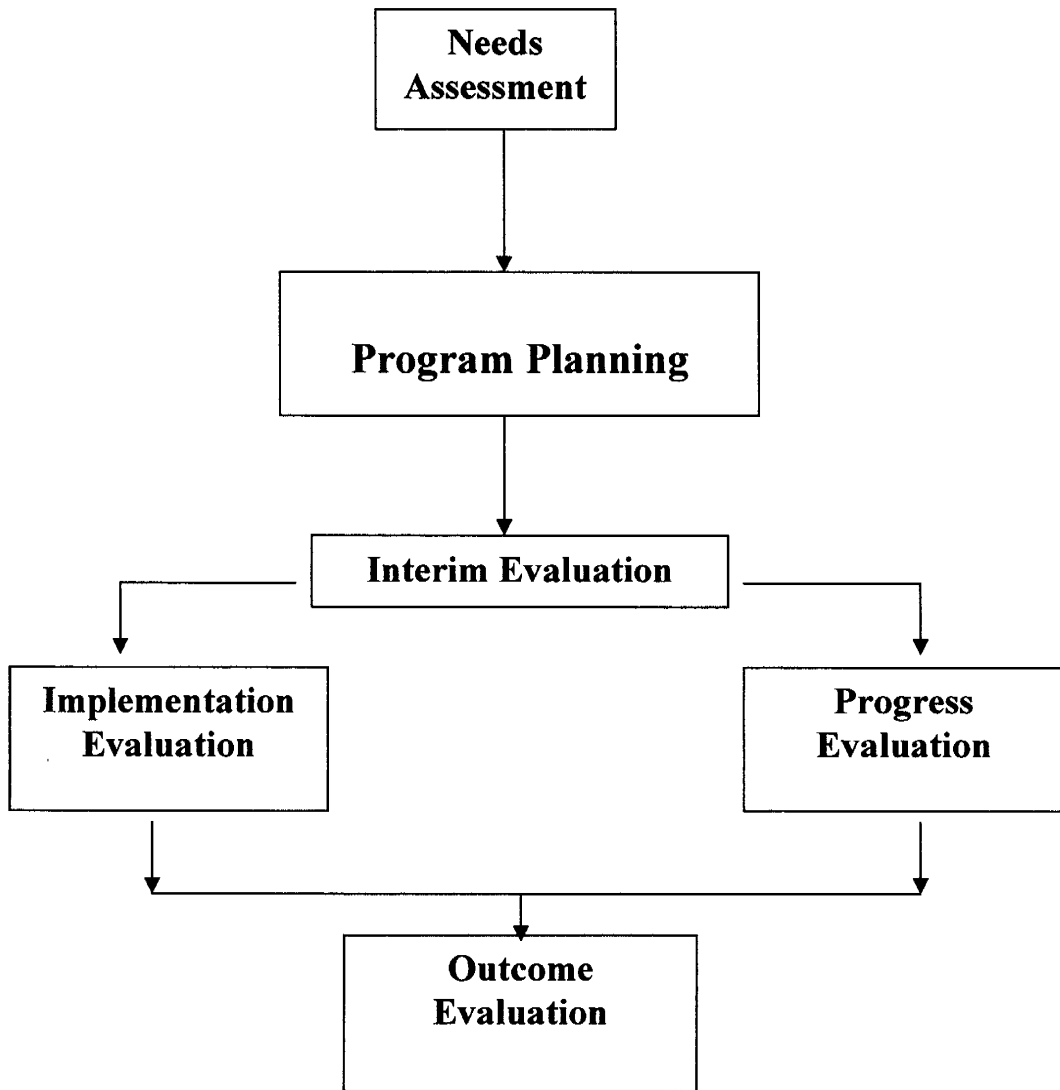 Needs
Assessment
Program Planning
Interim Evaluation
Implementation
Evaluation
Progress
Evaluation
Outcome
Evaluation